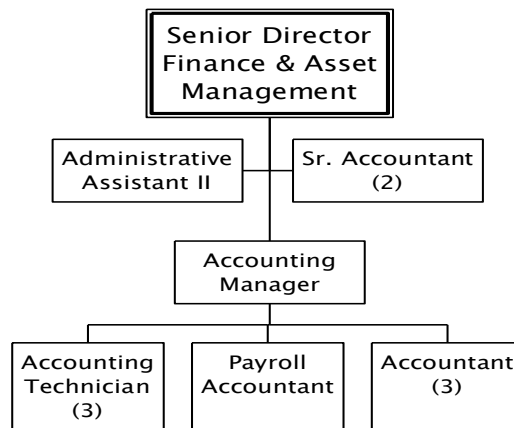 Senior Director
Finance & Asset
Management
Administrative
Assistant II
Sr. Accountant
(2)
Accounting
Manager
Accounting
Technician
(3)
Payroll
Accountant
Accountant
(3)